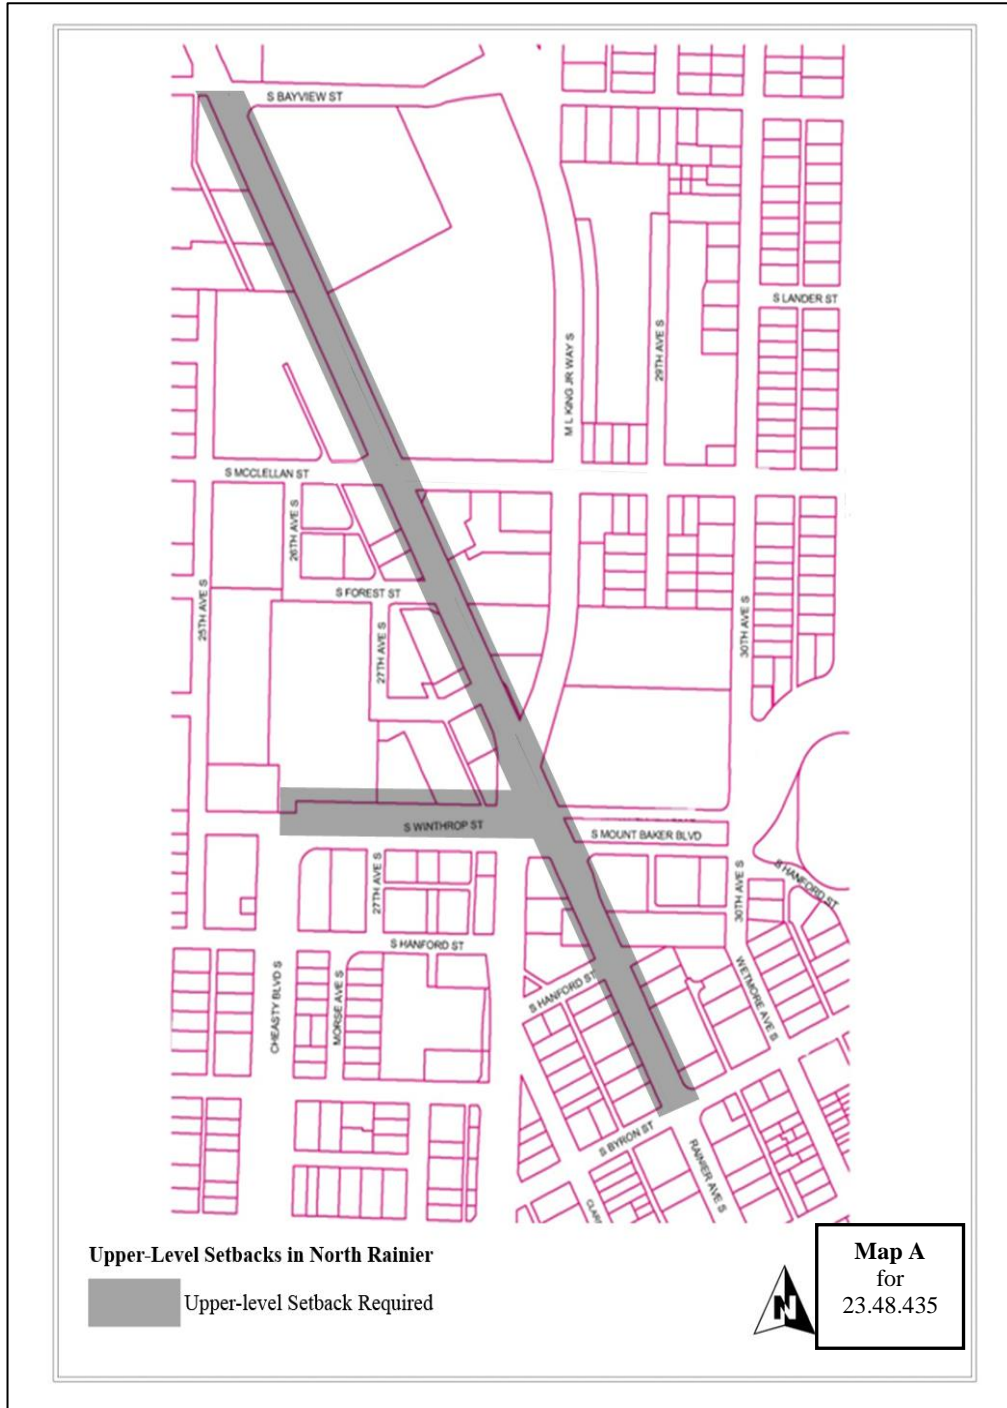 S BAYVIEW ST
S LANDER ST
M L KING JR WAY S
29TH AVE S
S MCCLELLAN ST
26TH AVE S
S FOREST ST
25TH AVE S
27TH AVE S
30TH AVE S
S WINTHROP ST
S MOUNT BAKER BLVD
S HANFORD ST
27TH AVE S
30TH AVE S
S HANFORD ST
CHEASTY BLVD S
MORSE AVE S
S HANFORD ST
WETMORE AVE S
S BYRON ST
RAINIER AVE S
Upper-Level Setbacks in North Rainier
Upper-level Setback Required
N
Map A
for
23.48.435